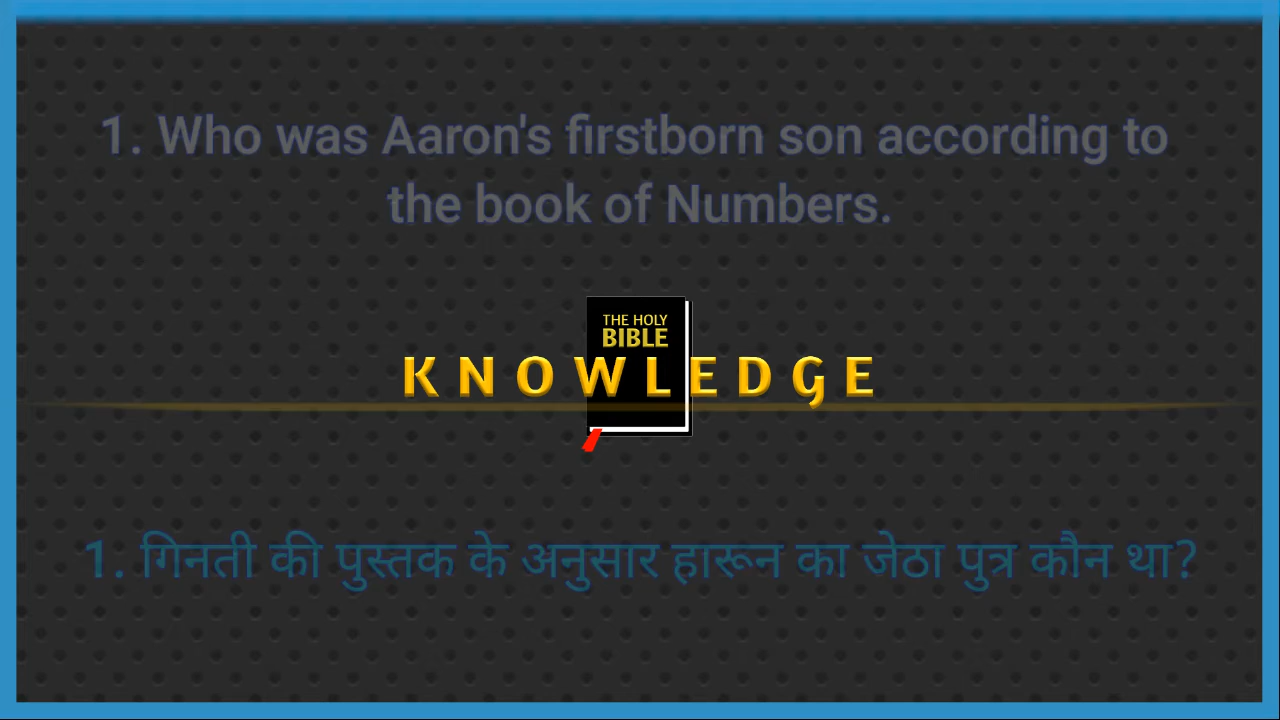 1. Who was Aaron's firstborn son according to
the book of Numbers.
THE HOLY
BIBLE
KNOWLEDGE
1. गिनती की पुस्तक के अनुसार हारून का जेठा पुत्र कौन था?